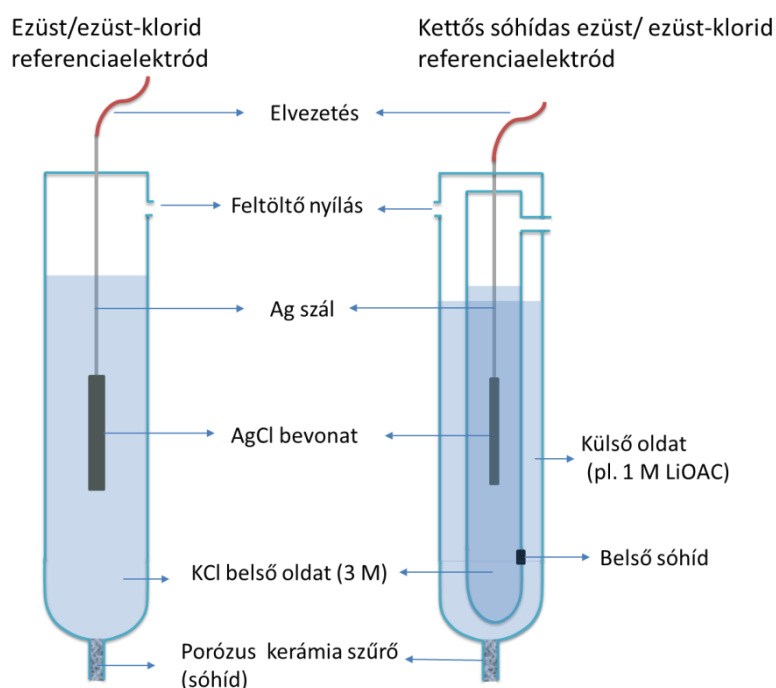 Ezüst/ezüst-klorid
referenciaelektród
Kettős sóhídas ezüst/ ezüst-klorid
referenciaelektród
Elvezetés
Feltöltő nyílás
Ag szál
AgCl bevonat
Külső oldat
(pl. 1 M LiOAC)
Belső sóhíd
KCl belső oldat (3 M)
Porózus kerámia szűrő
(sóhíd)